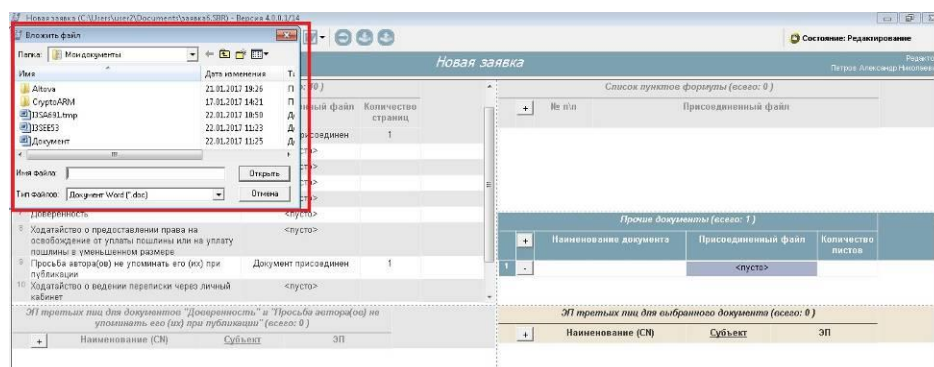 Новая заявка (C:\Users\user2\Documents\заявка6.SBR) - Версия 4.0.0.1/14
Вложить файл
Папка: Мои документы
Имя Дата изменения
Altova 21.01.2017 19:26
CryptoARM 17.01.2017 14:21
22.01.2017 10:50
I3SEE53 22.01.2017 11:23
Документ 22.01.2017 11:25
Имя файла: Открыть
Тип файлов: Документ Word (*.doc) Отмена
Состояние: Редактирование
Новая заявка
Петров Александр Николаевич
файл Количество страниц
1
7 Доверенность <пусто>
8 Ходатайство о предоставлении права на освобождение от уплаты пошлины или на уплату пошлины в уменьшенном размере <пусто>
9 Просьба автора(ов) не упоминать его (их) при публикации Документ присоединен 1
10 Ходатайство о ведении переписки через личный кабинет <пусто>
ЭП третьих лиц для документов "Доверенность" и "Просьба автора(ов) не упоминать его (их) при публикации" (всего: 0 )
+ Наименование (CN) Субъект ЭП
Список пунктов формулы (всего: 0 )
+ № п\п Присоединенный файл
Прочие документы (всего: 1 )
+ Наименование документа Присоединенный файл Количество листов
1 - <пусто>
ЭП третьих лиц для выбранного документа (всего: 0 )
+ Наименование (CN) Субъект ЭП